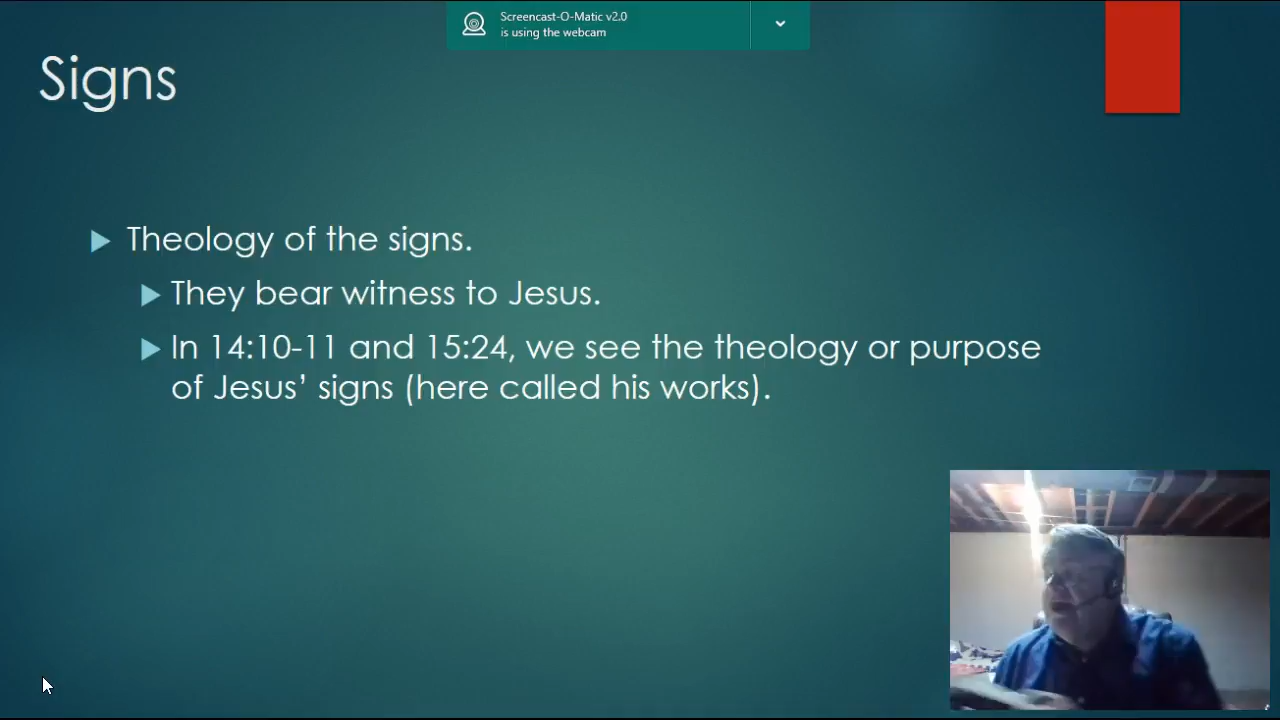 Screencast-O-Matic v2.0
is using the webcam
Signs
Theology of the signs.
They bear witness to Jesus.
In 14:10-11 and 15:24, we see the theology or purpose
of Jesus’ signs (here called his works).